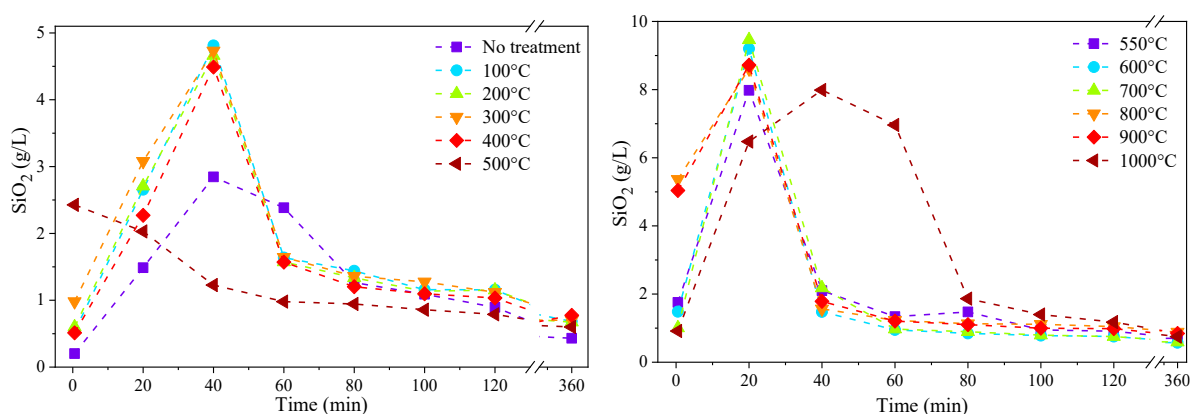 5
4
3
2
1
0
SiO₂ (g/L)
0 20 40 60 80 100 120 360
Time (min)
No treatment
100°C
200°C
300°C
400°C
500°C
10
8
6
4
2
0
SiO₂ (g/L)
0 20 40 60 80 100 120 360
Time (min)
550°C
600°C
700°C
800°C
900°C
1000°C